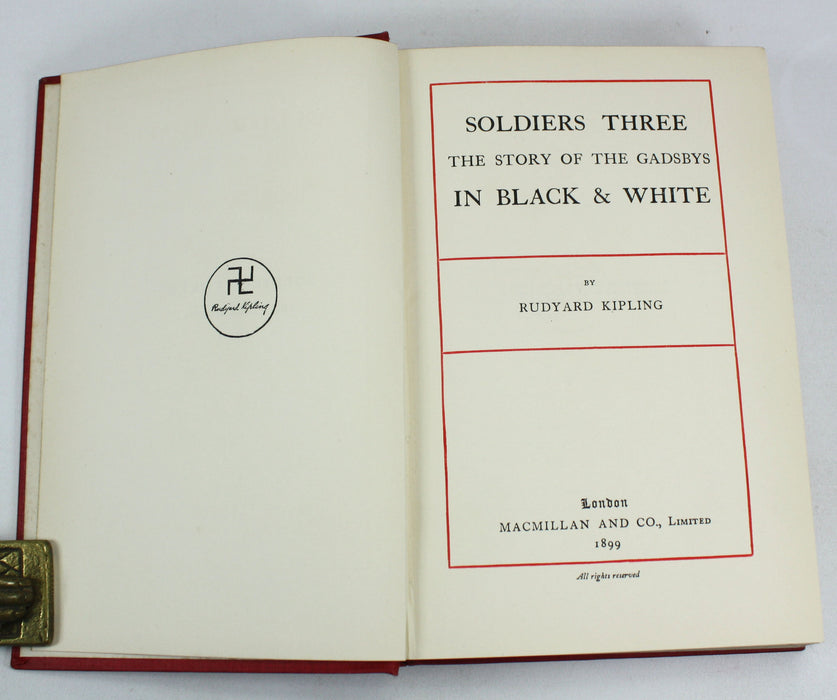 Rudyard Kipling
SOLDIERS THREE
THE STORY OF THE GADSBYS
IN BLACK & WHITE
BY
RUDYARD KIPLING
London
MACMILLAN AND CO., LIMITED
1899
All rights reserved